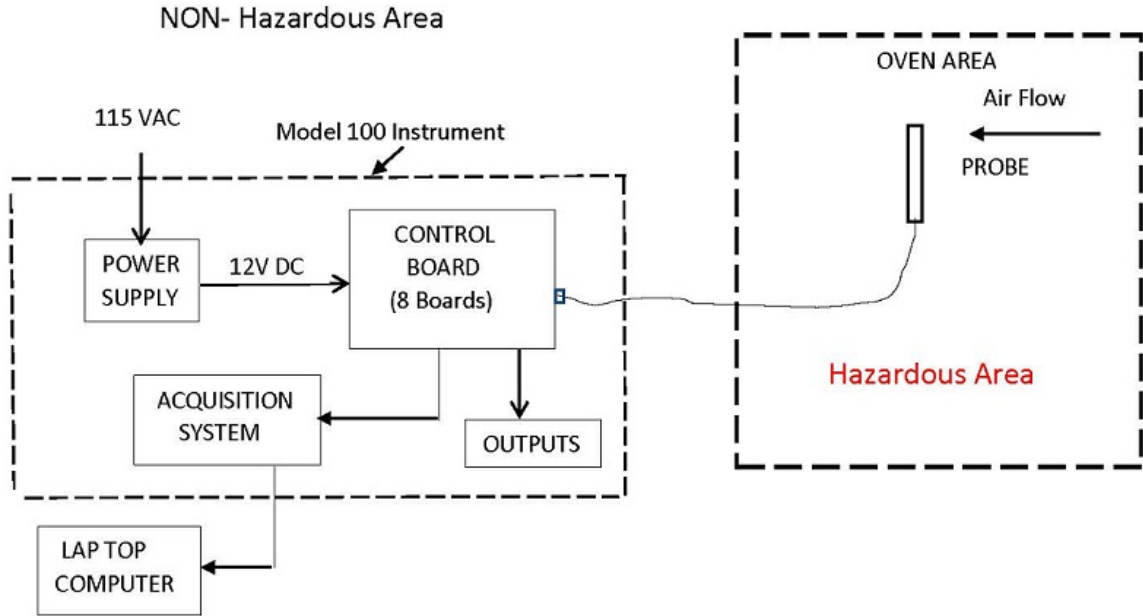 NON- Hazardous Area
OVEN AREA
Air Flow
115 VAC
Model 100 Instrument
PROBE
POWER
SUPPLY
12V DC
CONTROL
BOARD
(8 Boards)
Hazardous Area
ACQUISITION
SYSTEM
OUTPUTS
LAP TOP
COMPUTER